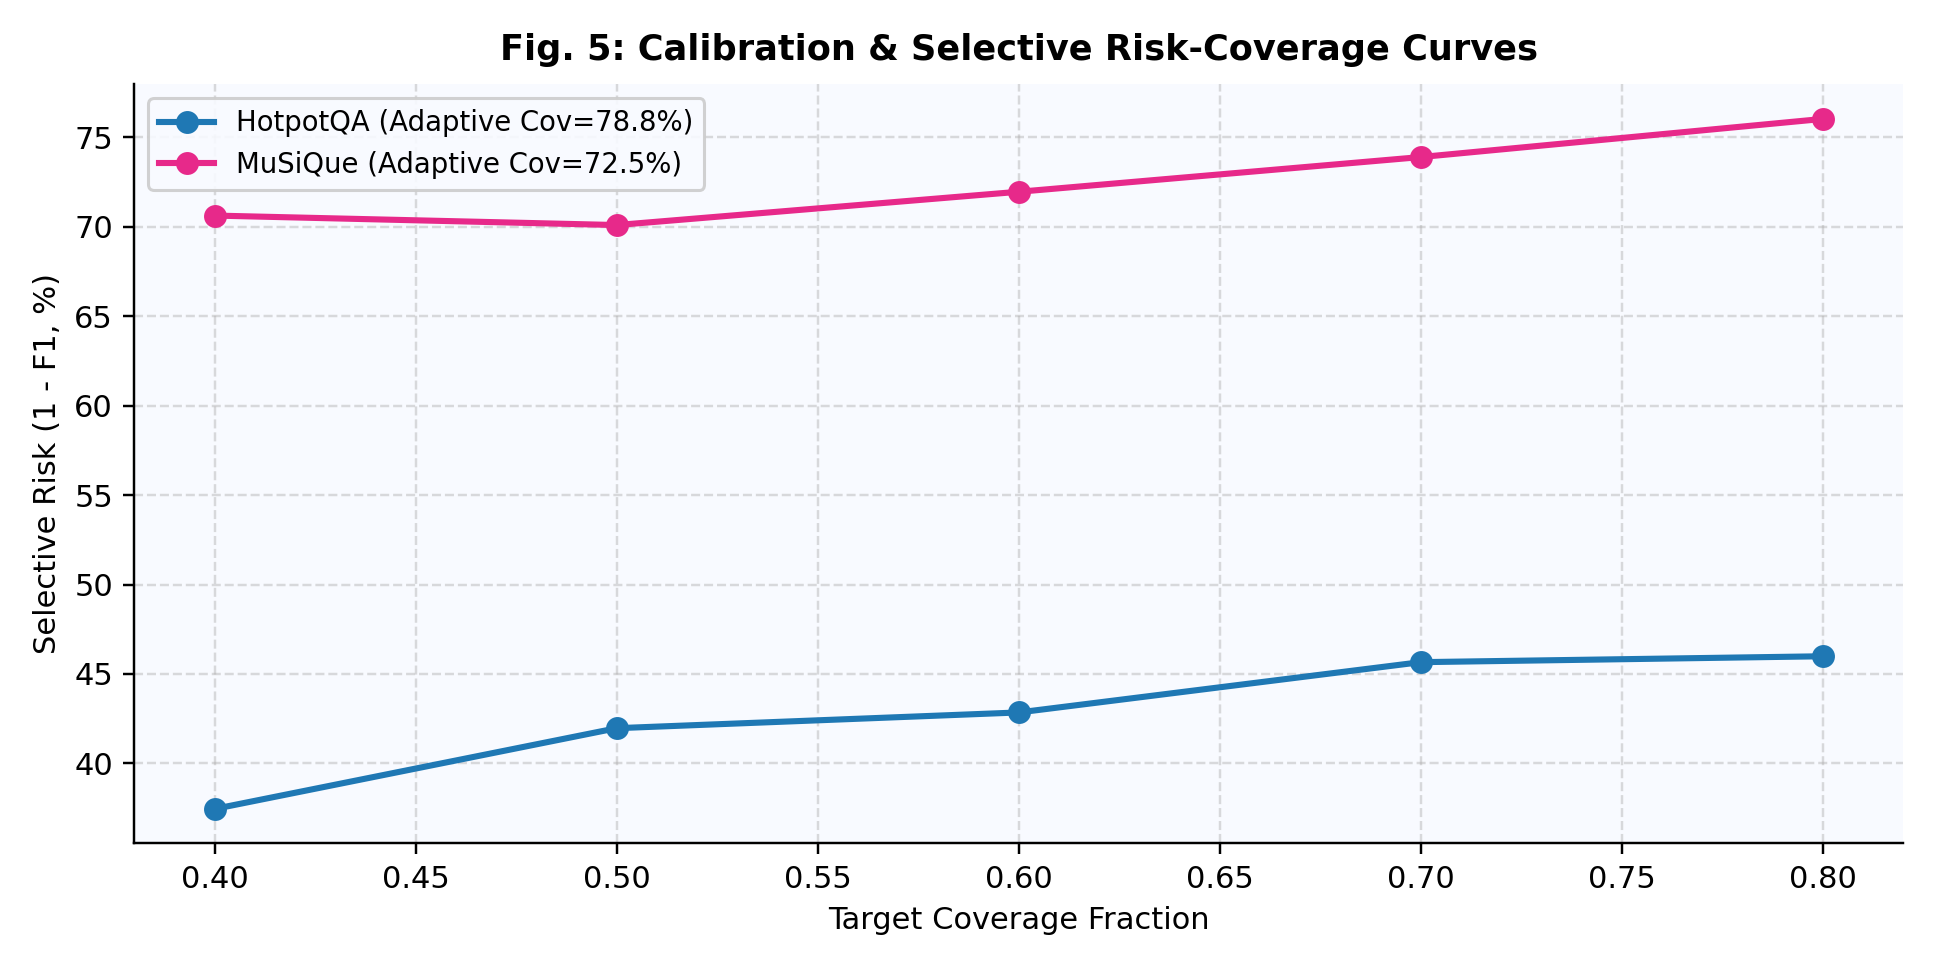 Fig. 5: Calibration & Selective Risk-Coverage Curves
HotpotQA (Adaptive Cov=78.8%)
MuSiQue (Adaptive Cov=72.5%)
Selective Risk (1 - F1, %)
75
70
65
60
55
50
45
40
0.40 0.45 0.50 0.55 0.60 0.65 0.70 0.75 0.80
Target Coverage Fraction